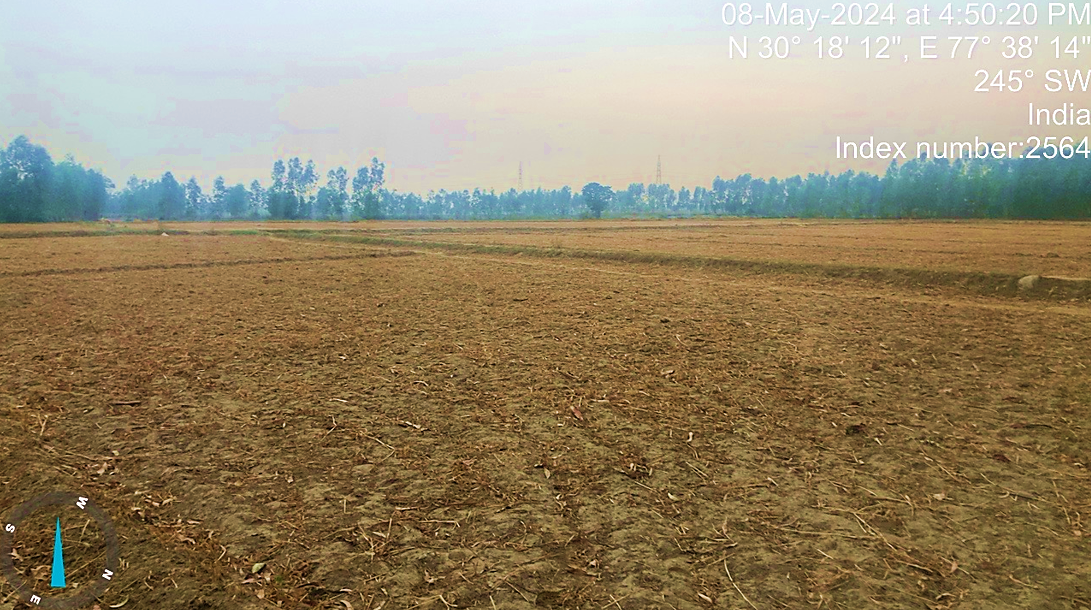 08-May-2024 at 4:50:20 PM
N 30° 18' 12", E 77° 38' 14"
245° SW
India
Index number:2564
W
S
N
E